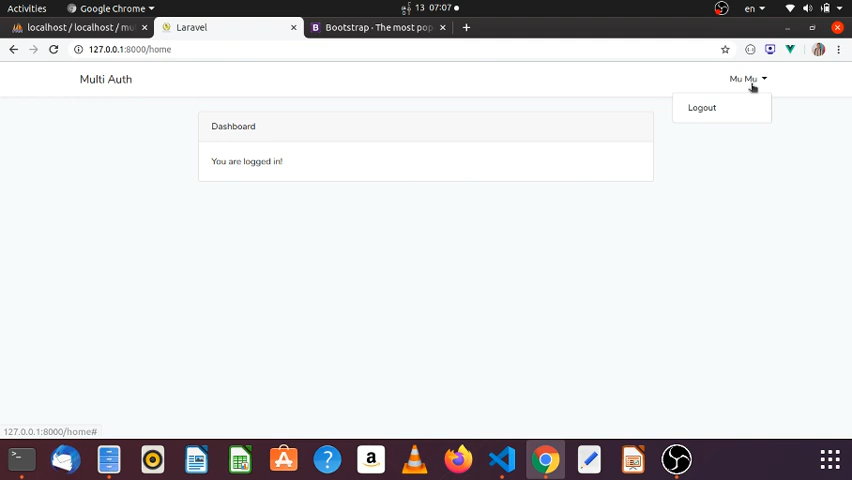 Activities
Google Chrome
13 07:07
en
localhost / localhost / mu
Laravel
Bootstrap · The most pop
127.0.0.1:8000/home
Multi Auth
Mu Mu
Logout
Dashboard
You are logged in!
127.0.0.1:8000/home#